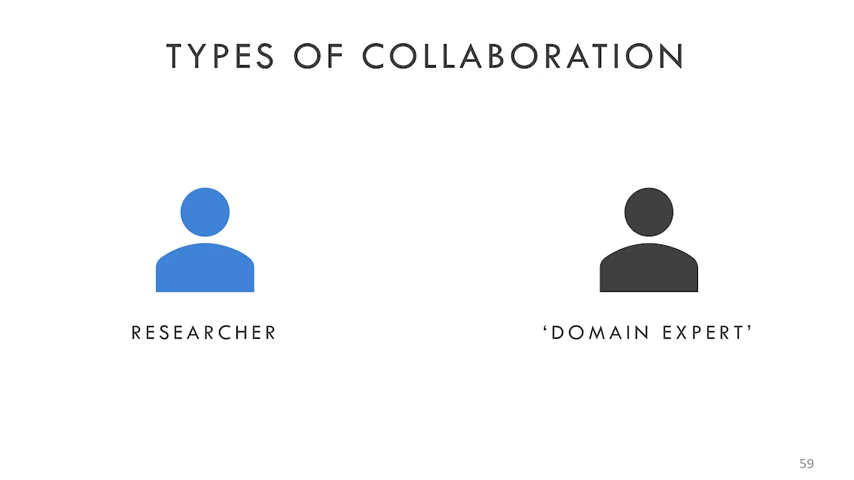 TYPES OF COLLABORATION
RESEARCHER
‘DOMAIN EXPERT’
59